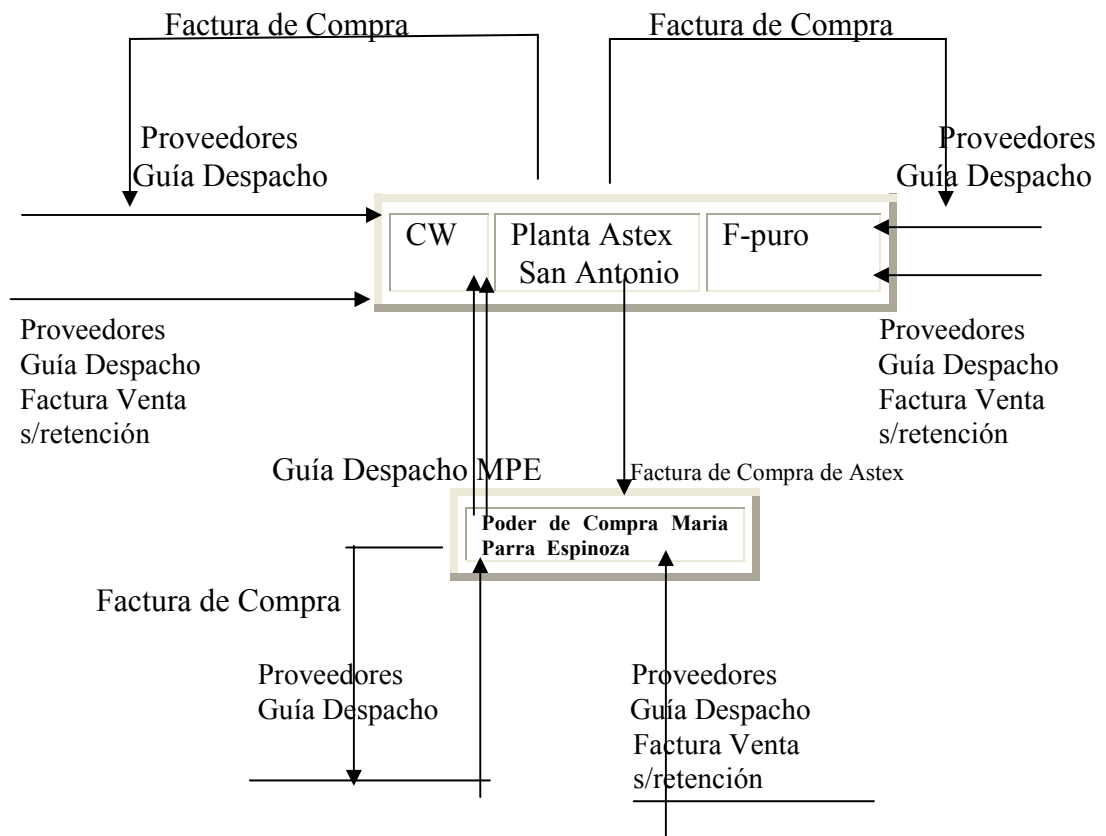 Factura de Compra
Factura de Compra
Proveedores
Guía Despacho
Proveedores
Guía Despacho
CW
Planta Astex
San Antonio
F-puro
Proveedores
Guía Despacho
Factura Venta
s/retención
Proveedores
Guía Despacho
Factura Venta
s/retención
Guía Despacho MPE
Factura de Compra de Astex
Poder de Compra Maria
Parra Espinoza
Factura de Compra
Proveedores
Guía Despacho
Proveedores
Guía Despacho
Factura Venta
s/retención